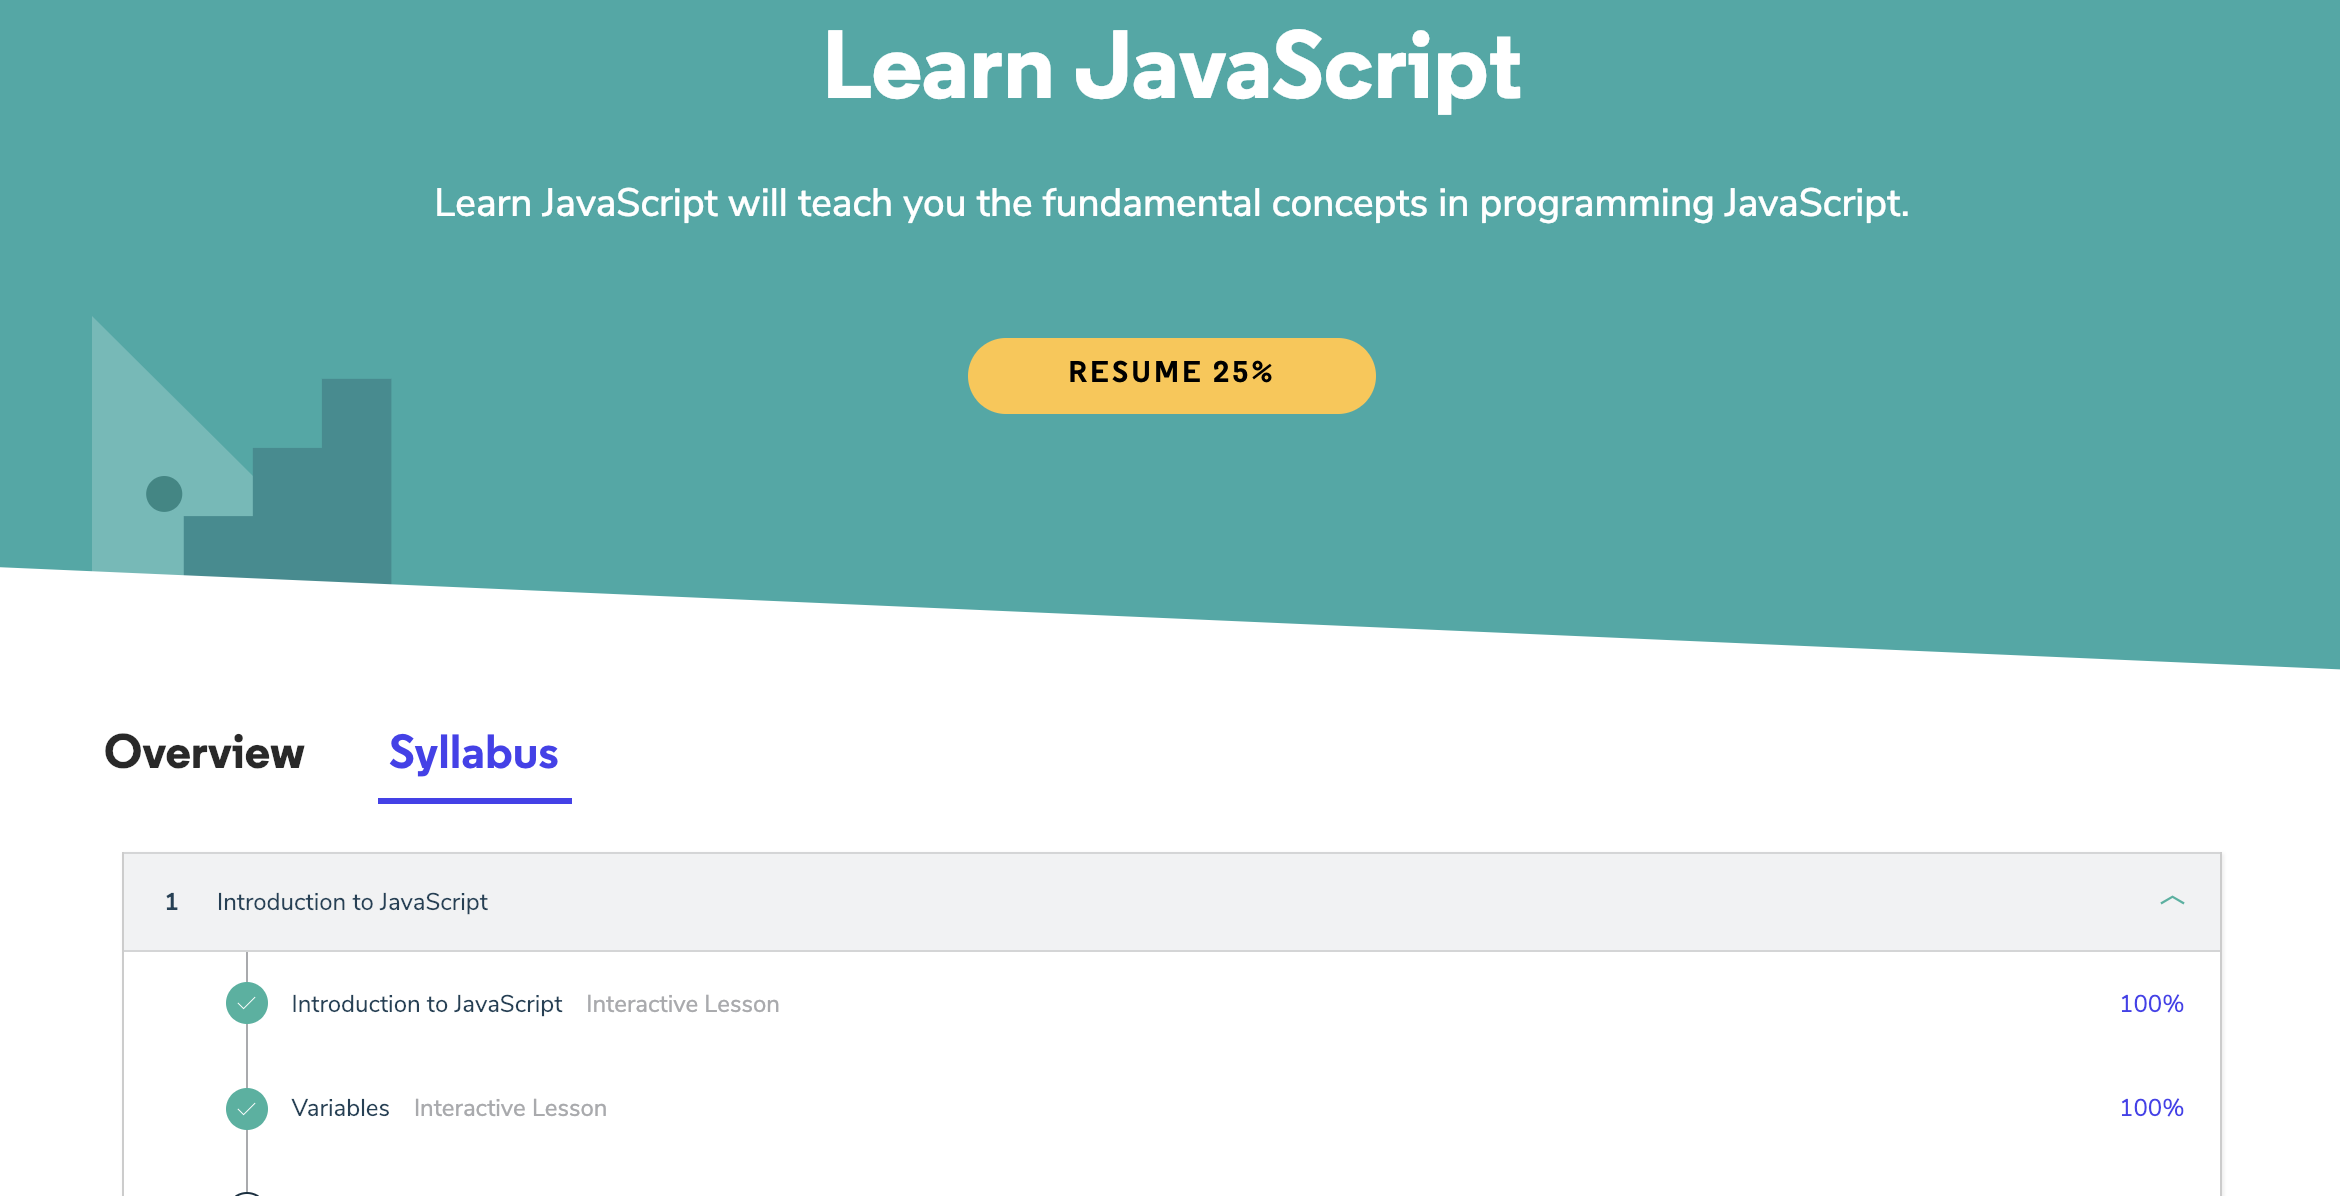 Learn JavaScript
Learn JavaScript will teach you the fundamental concepts in programming JavaScript.
RESUME 25%
Overview Syllabus
1 Introduction to JavaScript
Introduction to JavaScript Interactive Lesson 100%
Variables Interactive Lesson 100%